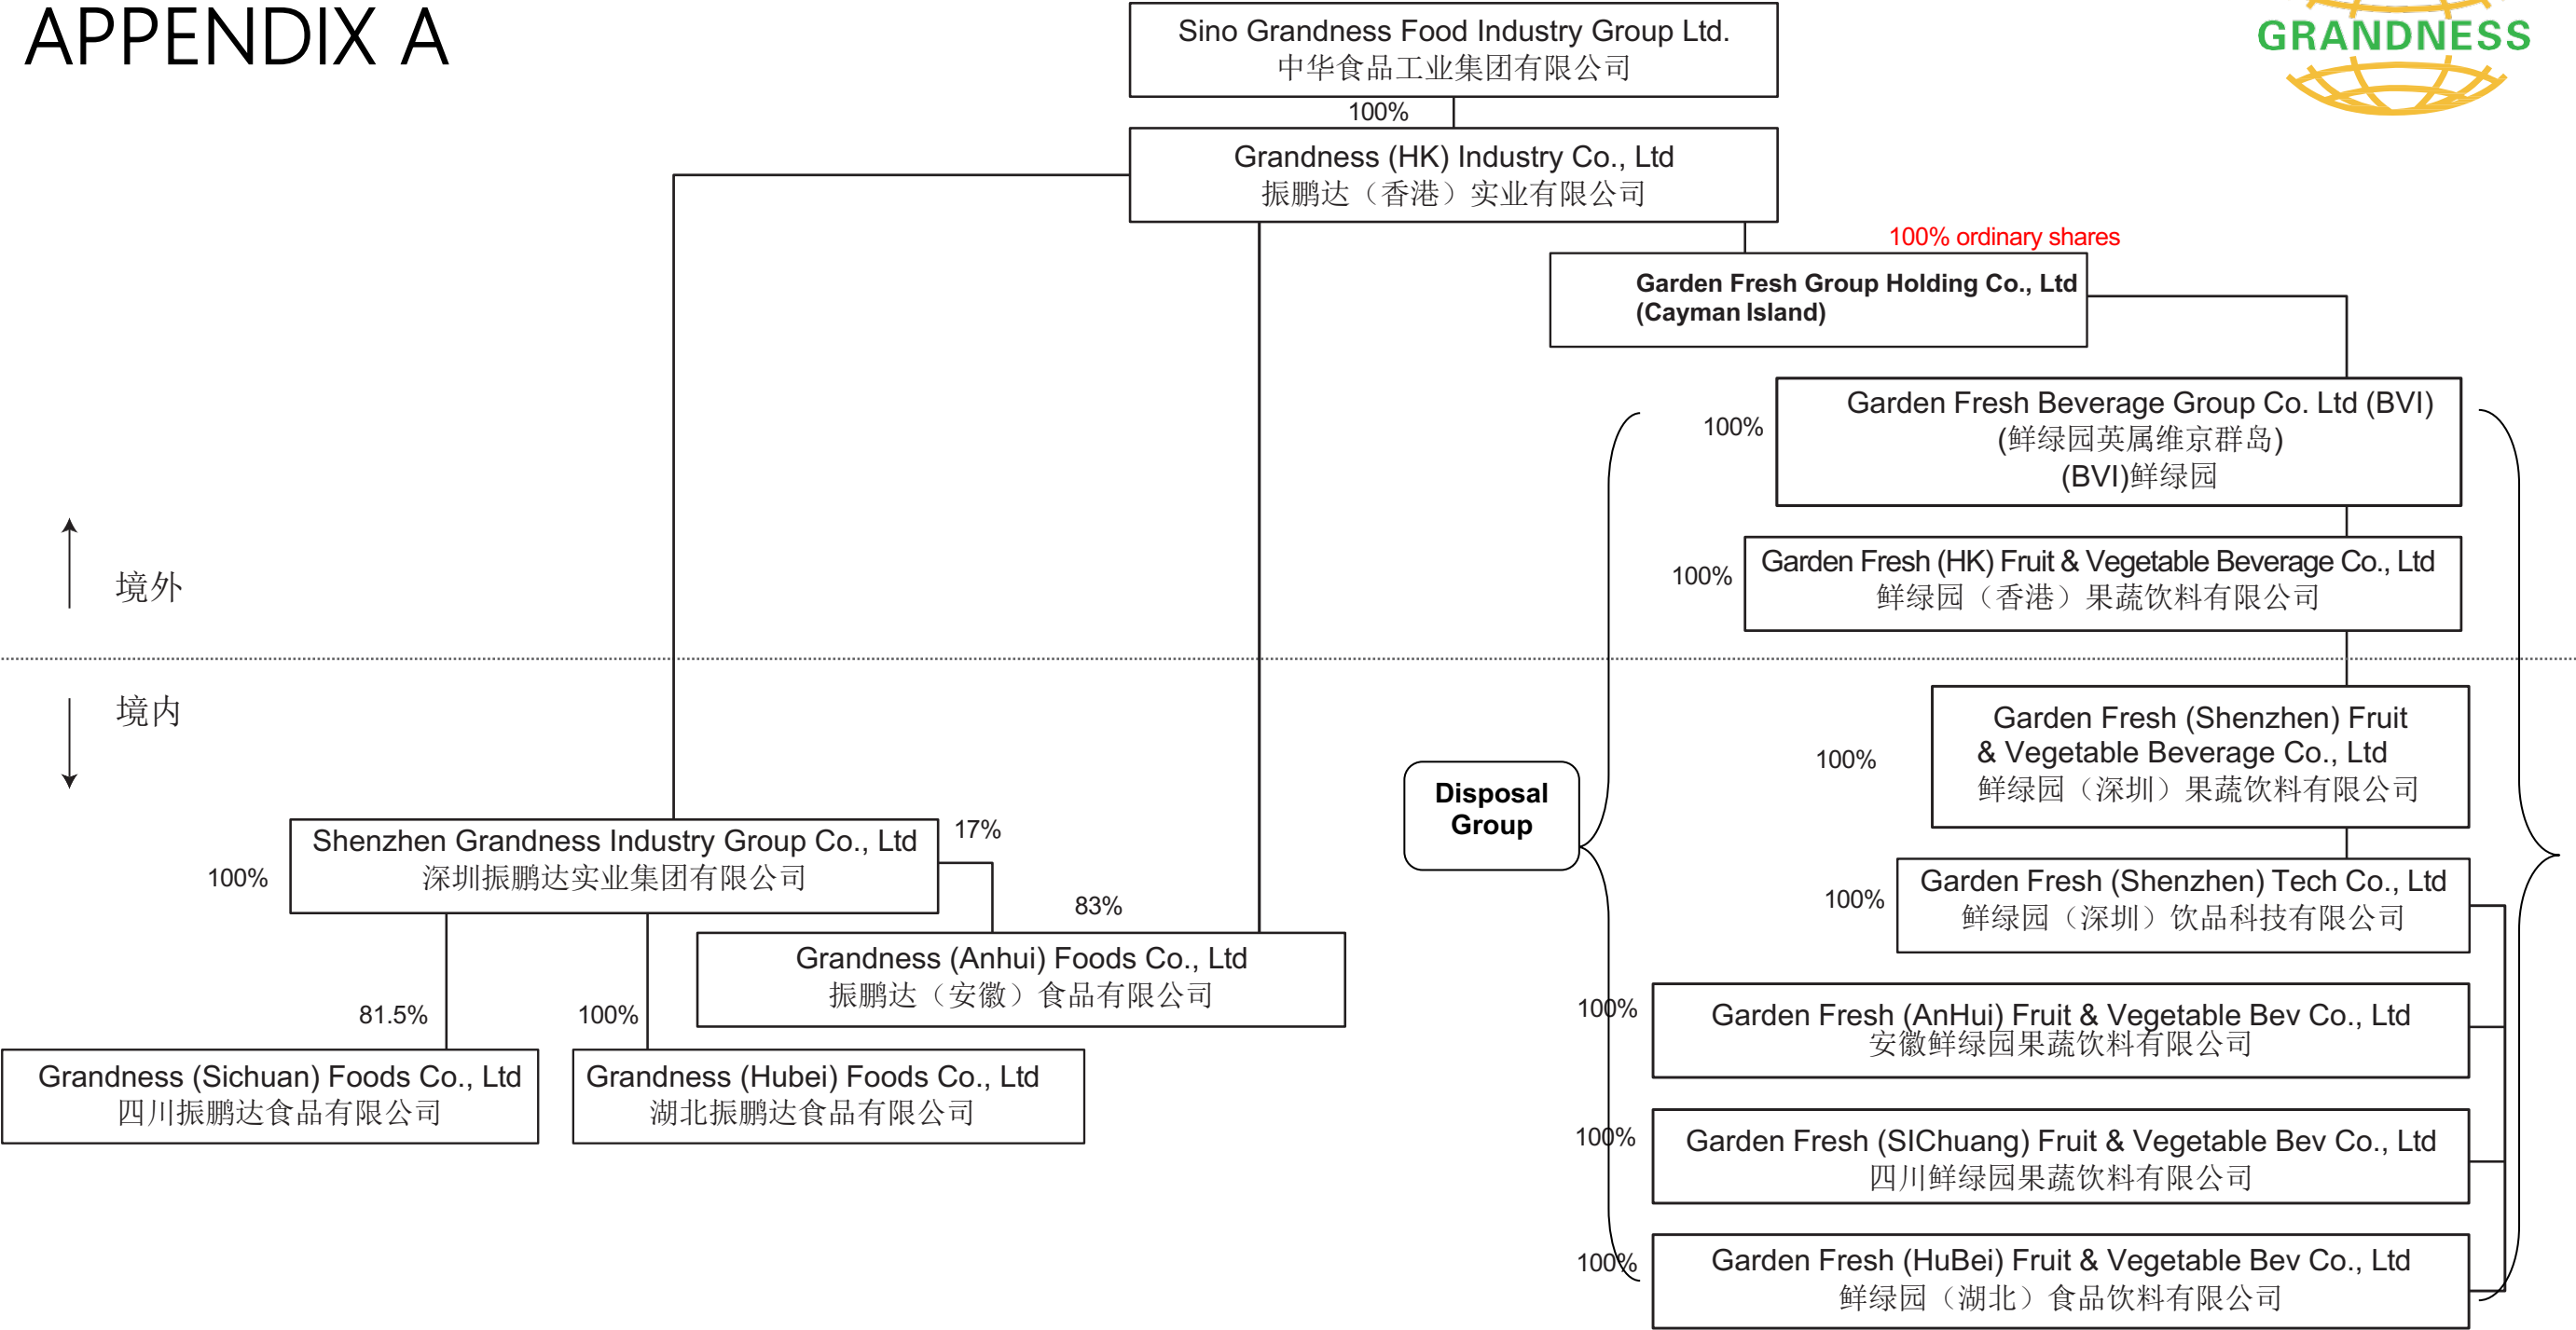 APPENDIX A
GRANDNESS
Sino Grandness Food Industry Group Ltd.
中华食品工业集团有限公司
100%
Grandness (HK) Industry Co., Ltd
振鹏达（香港）实业有限公司
100% ordinary shares
Garden Fresh Group Holding Co., Ltd
(Cayman Island)
100%
Garden Fresh Beverage Group Co. Ltd (BVI)
(鲜绿园英属维京群岛)
(BVI)鲜绿园
境外
100%
Garden Fresh (HK) Fruit & Vegetable Beverage Co., Ltd
鲜绿园（香港）果蔬饮料有限公司
境内
100%
Garden Fresh (Shenzhen) Fruit
& Vegetable Beverage Co., Ltd
鲜绿园（深圳）果蔬饮料有限公司
Disposal
Group
100%
Shenzhen Grandness Industry Group Co., Ltd
深圳振鹏达实业集团有限公司
17%
83%
100%
Garden Fresh (Shenzhen) Tech Co., Ltd
鲜绿园（深圳）饮品科技有限公司
Grandness (Anhui) Foods Co., Ltd
振鹏达（安徽）食品有限公司
81.5%
100%
100%
Garden Fresh (AnHui) Fruit & Vegetable Bev Co., Ltd
安徽鲜绿园果蔬饮料有限公司
Grandness (Sichuan) Foods Co., Ltd
四川振鹏达食品有限公司
Grandness (Hubei) Foods Co., Ltd
湖北振鹏达食品有限公司
100%
Garden Fresh (SIChuang) Fruit & Vegetable Bev Co., Ltd
四川鲜绿园果蔬饮料有限公司
100%
Garden Fresh (HuBei) Fruit & Vegetable Bev Co., Ltd
鲜绿园（湖北）食品饮料有限公司